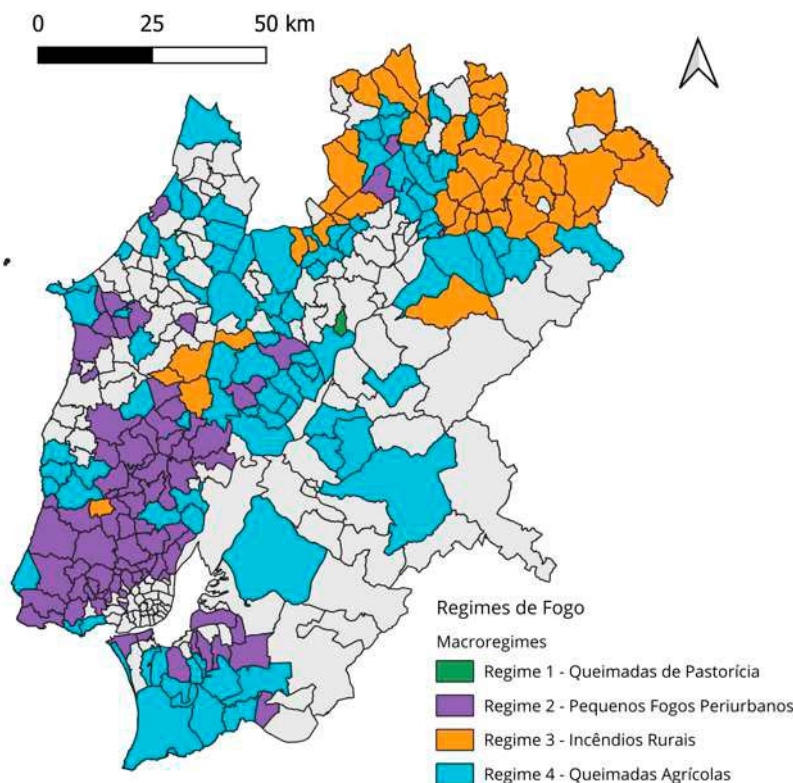 0 25 50 km
Regimes de Fogo
Macroregimes
Regime 1 - Queimadas de Pastorícia
Regime 2 - Pequenos Fogos Periurbanos
Regime 3 - Incêndios Rurais
Regime 4 - Queimadas Agrícolas